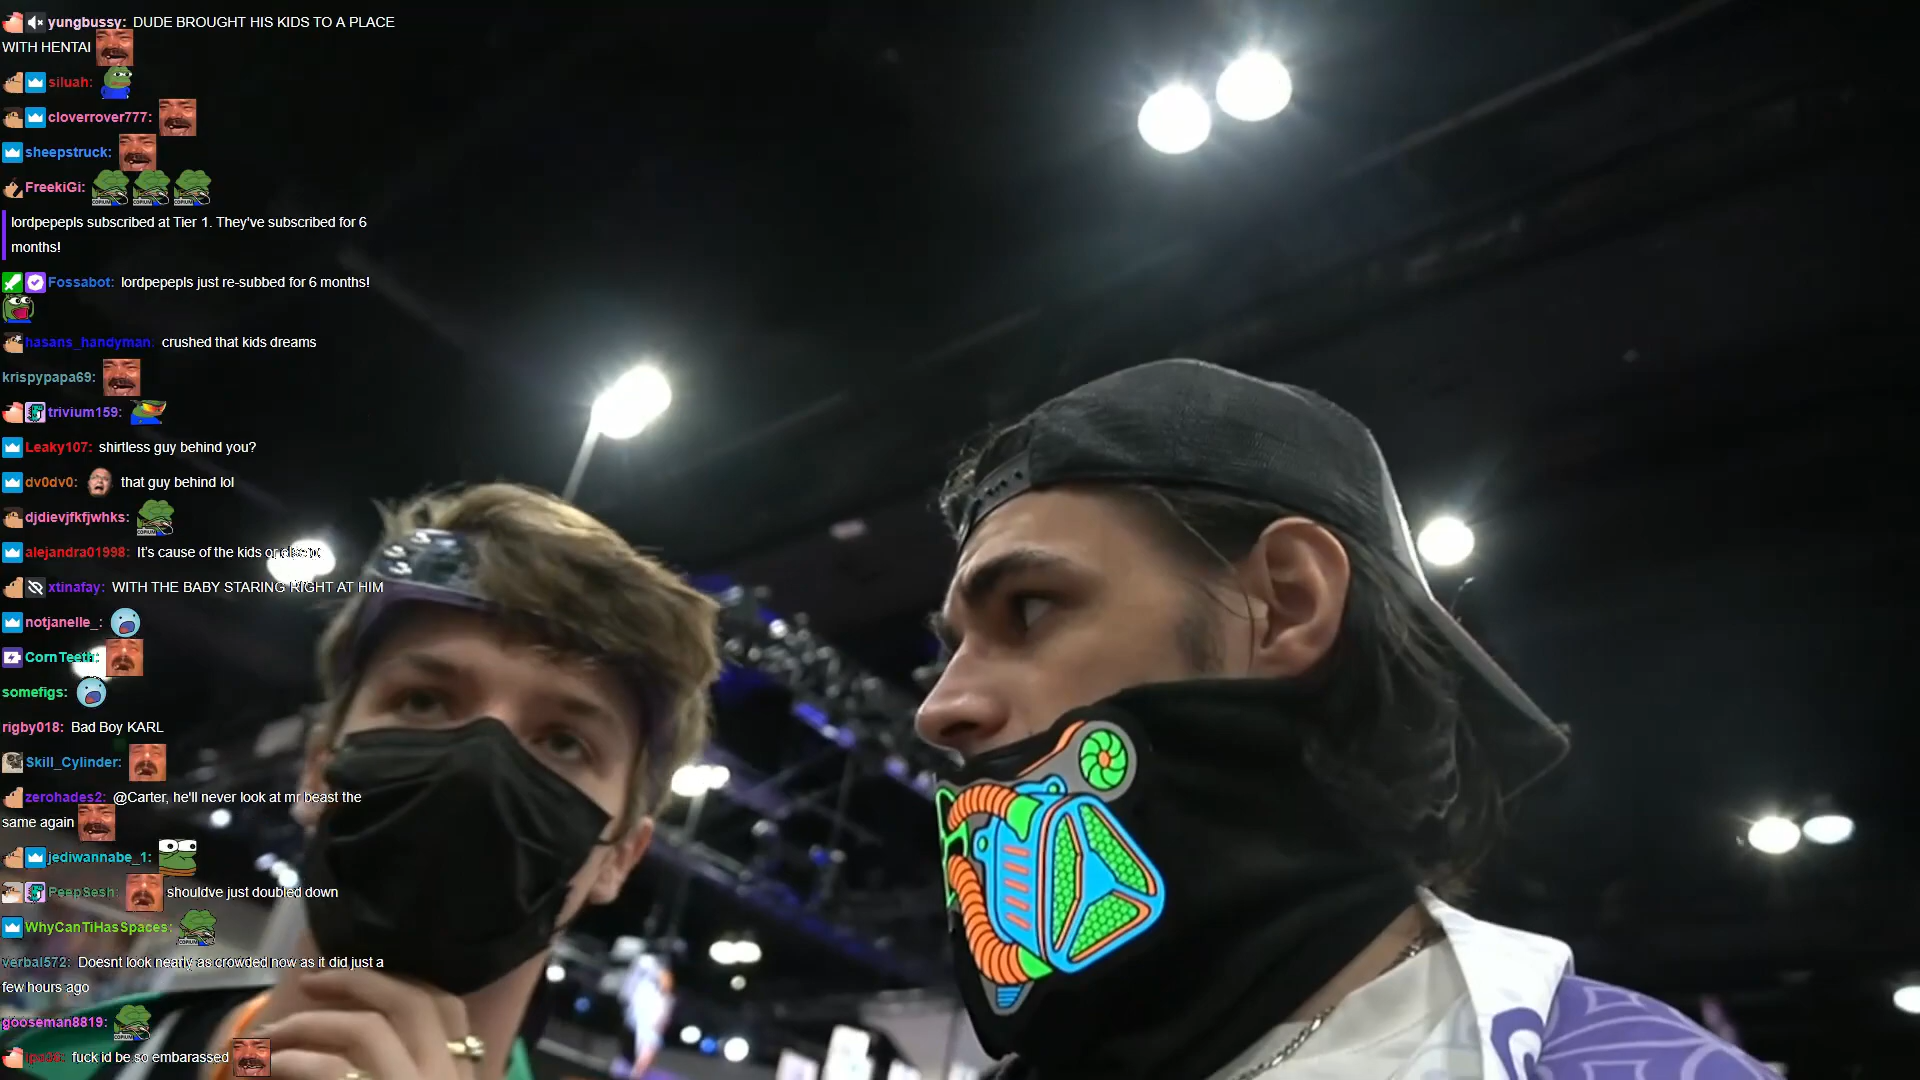 yungbussy: DUDE BROUGHT HIS KIDS TO A PLACE
WITH HENTAI
siluah:
cloverrover777:
sheepstruck:
FreekiGi:
lordpepepls subscribed at Tier 1. They've subscribed for 6
months!
Fossabot: lordpepepls just re-subbed for 6 months!
hasans_handyman: crushed that kids dreams
krispypapa69:
trivium159:
Leaky107: shirtless guy behind you?
dv0dv0: that guy behind lol
djdievjfkfjwhks:
alejandra01998: It's cause of the kids or
xtinafay: WITH THE BABY STARING RIGHT AT HIM
notjanelle_:
CornTeeth:
somefigs:
rigby018: Bad Boy KARL
Skill_Cylinder:
zerohades2: @Carter, he'll never look at mr beast the
same again
jediwannabe_1:
PeepSesh: shouldve just doubled down
WhyCanTiHasSpaces:
verbal572: Doesnt look nearly as crowded now as it did just a
few hours ago
gooseman8819:
fuck id be so embarassed